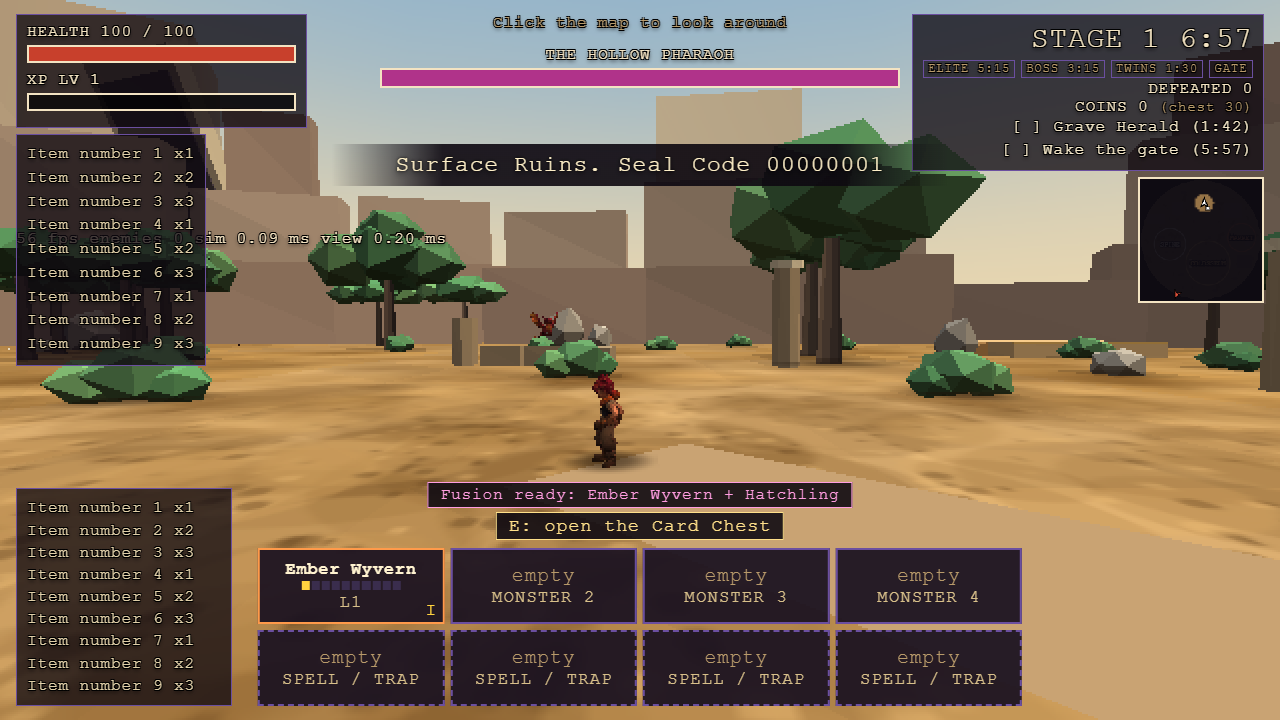 HEALTH 100 / 100
XP LV 1
Click the map to look around
THE HOLLOW PHARAOH
STAGE 1 6:57
ELITE 5:15 BOSS 3:15 TWINS 1:30 GATE
DEFEATED 0
COINS 0 (chest 30)
[ ] Grave Herald (1:42)
[ ] Wake the gate (5:57)
Surface Ruins. Seal Code 00000001
Item number 1 x1
Item number 2 x2
Item number 3 x3
Item number 4 x1
56 fps enemies 0 sim 0.09 ms view 0.20 ms
Item number 5 x2
Item number 6 x3
Item number 7 x1
Item number 8 x2
Item number 9 x3
Item number 1 x1
Item number 2 x2
Item number 3 x3
Item number 4 x1
Item number 5 x2
Item number 6 x3
Item number 7 x1
Item number 8 x2
Item number 9 x3
Fusion ready: Ember Wyvern + Hatchling
E: open the Card Chest
Ember Wyvern
L1
I
empty
MONSTER 2
empty
MONSTER 3
empty
MONSTER 4
empty
SPELL / TRAP
empty
SPELL / TRAP
empty
SPELL / TRAP
empty
SPELL / TRAP